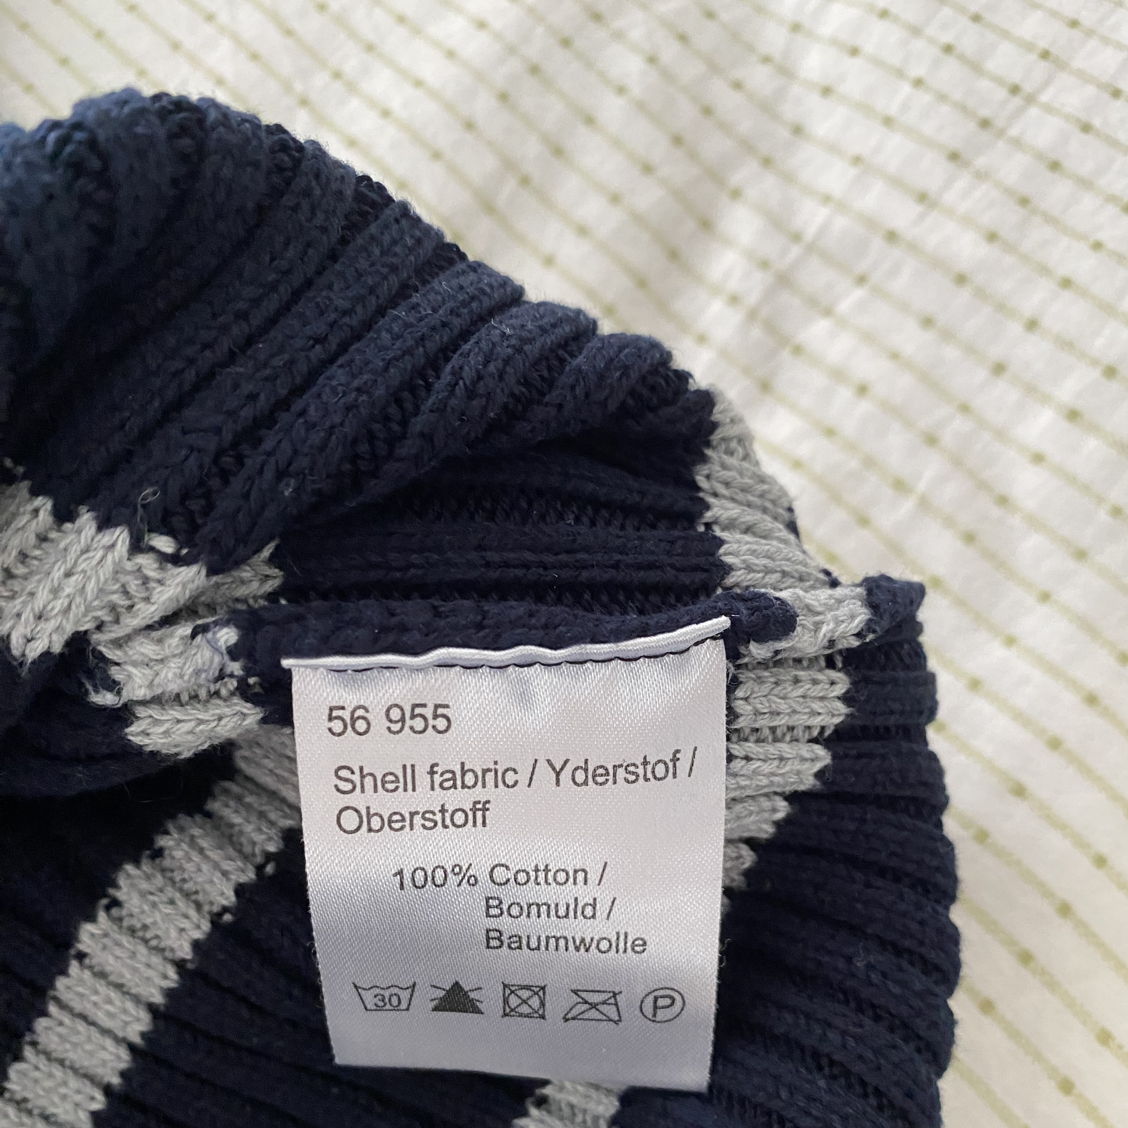 56 955
Shell fabric / Yderstof /
Oberstoff
100% Cotton /
Bomuld /
Baumwolle
30 P